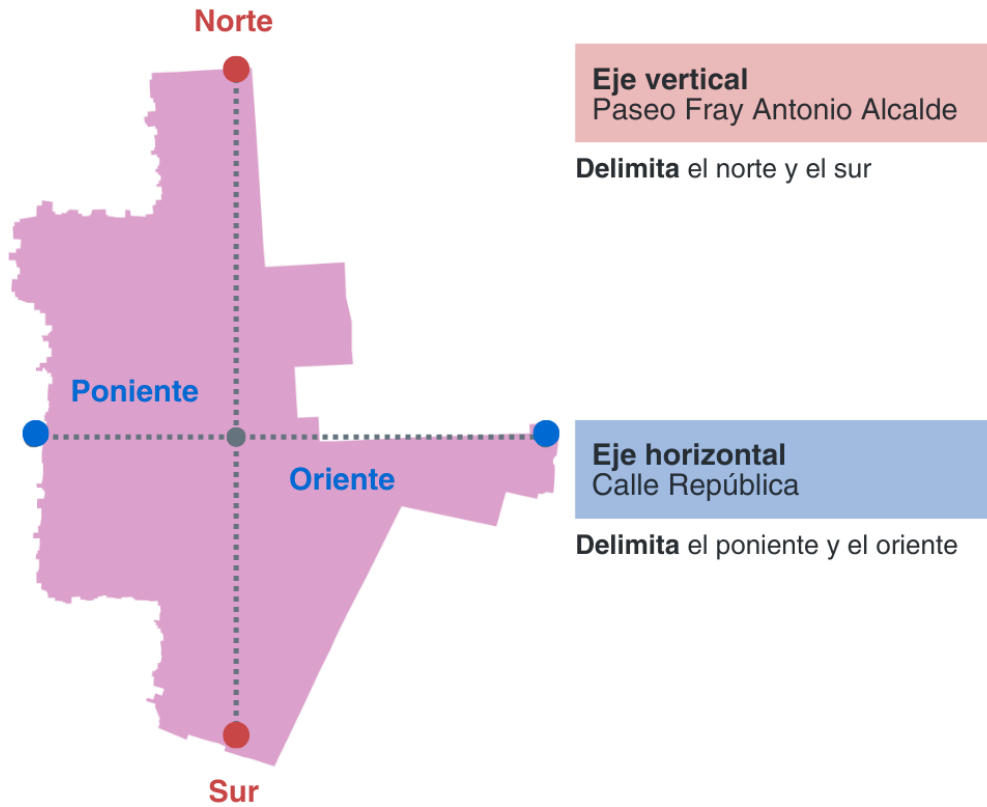 Norte
Eje vertical
Paseo Fray Antonio Alcalde
Delimita el norte y el sur
Poniente
Oriente
Eje horizontal
Calle República
Delimita el poniente y el oriente
Sur